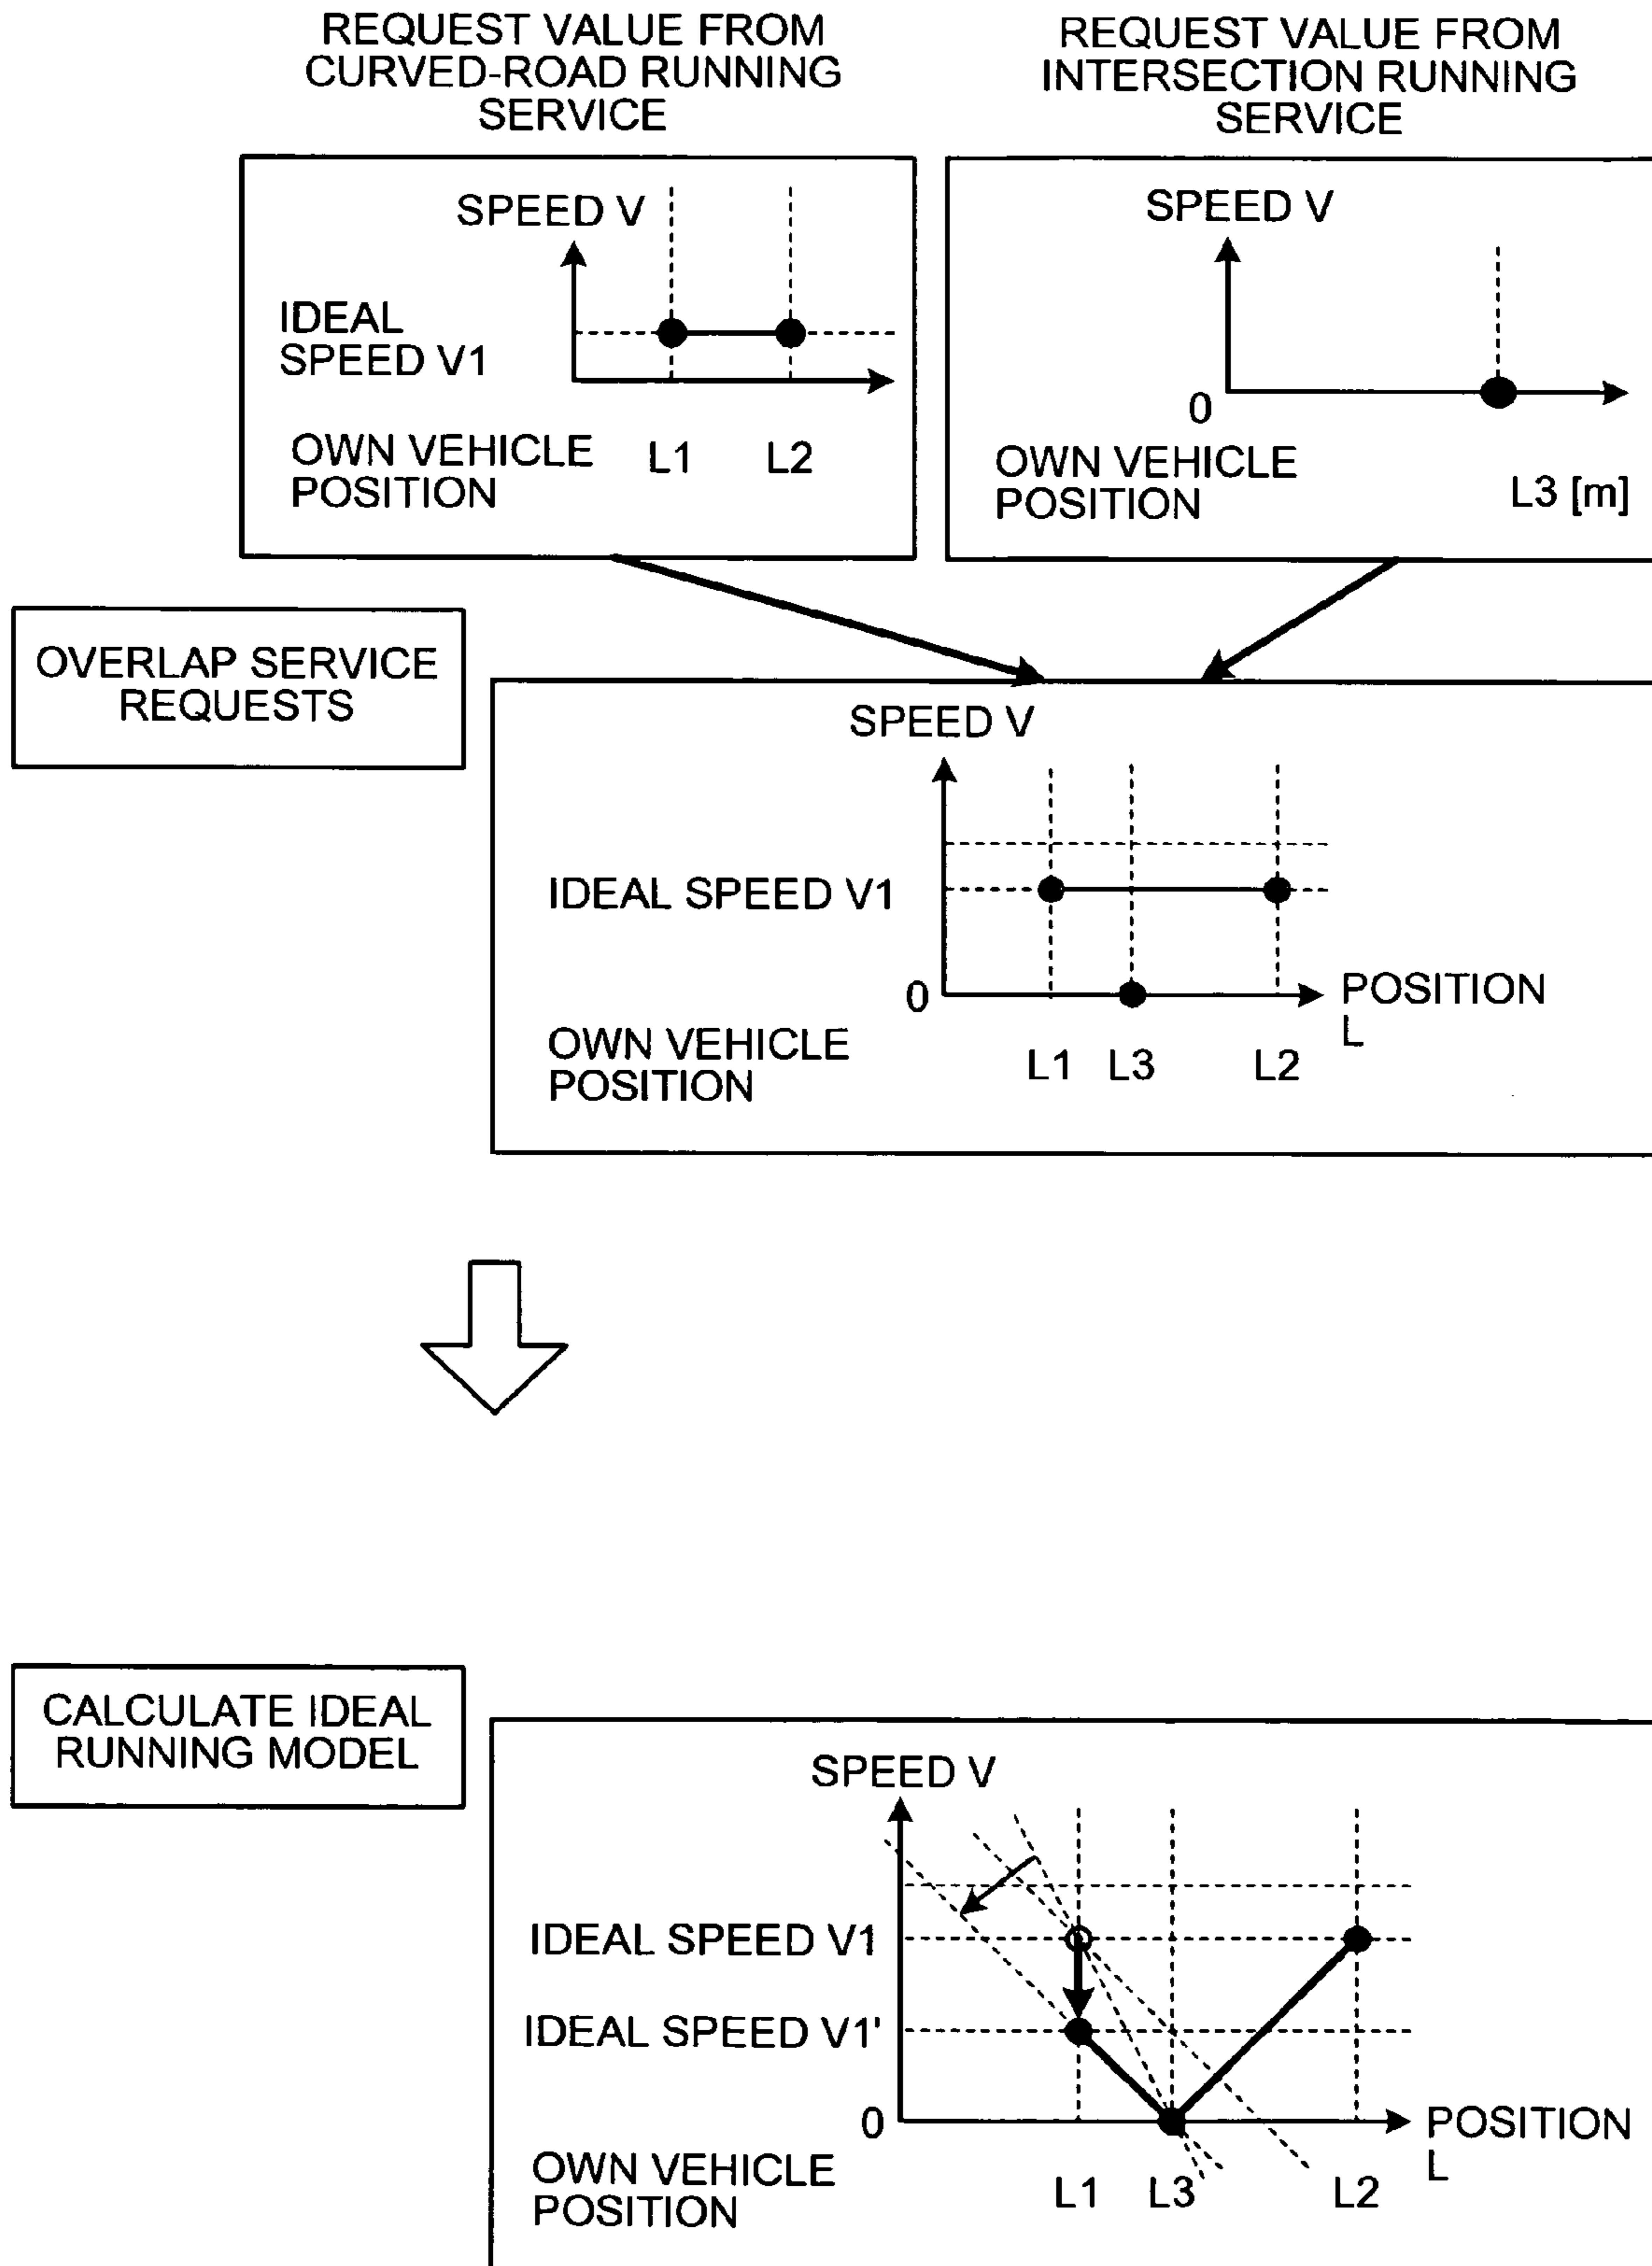 REQUEST VALUE FROM
CURVED-ROAD RUNNING
SERVICE
REQUEST VALUE FROM
INTERSECTION RUNNING
SERVICE
SPEED V
IDEAL
SPEED V1
OWN VEHICLE
POSITION
L1
L2
SPEED V
0
OWN VEHICLE
POSITION
L3 [m]
OVERLAP SERVICE
REQUESTS
SPEED V
IDEAL SPEED V1
0
POSITION
L
OWN VEHICLE
POSITION
L1
L3
L2
CALCULATE IDEAL
RUNNING MODEL
SPEED V
IDEAL SPEED V1
IDEAL SPEED V1'
0
POSITION
L
OWN VEHICLE
POSITION
L1
L3
L2